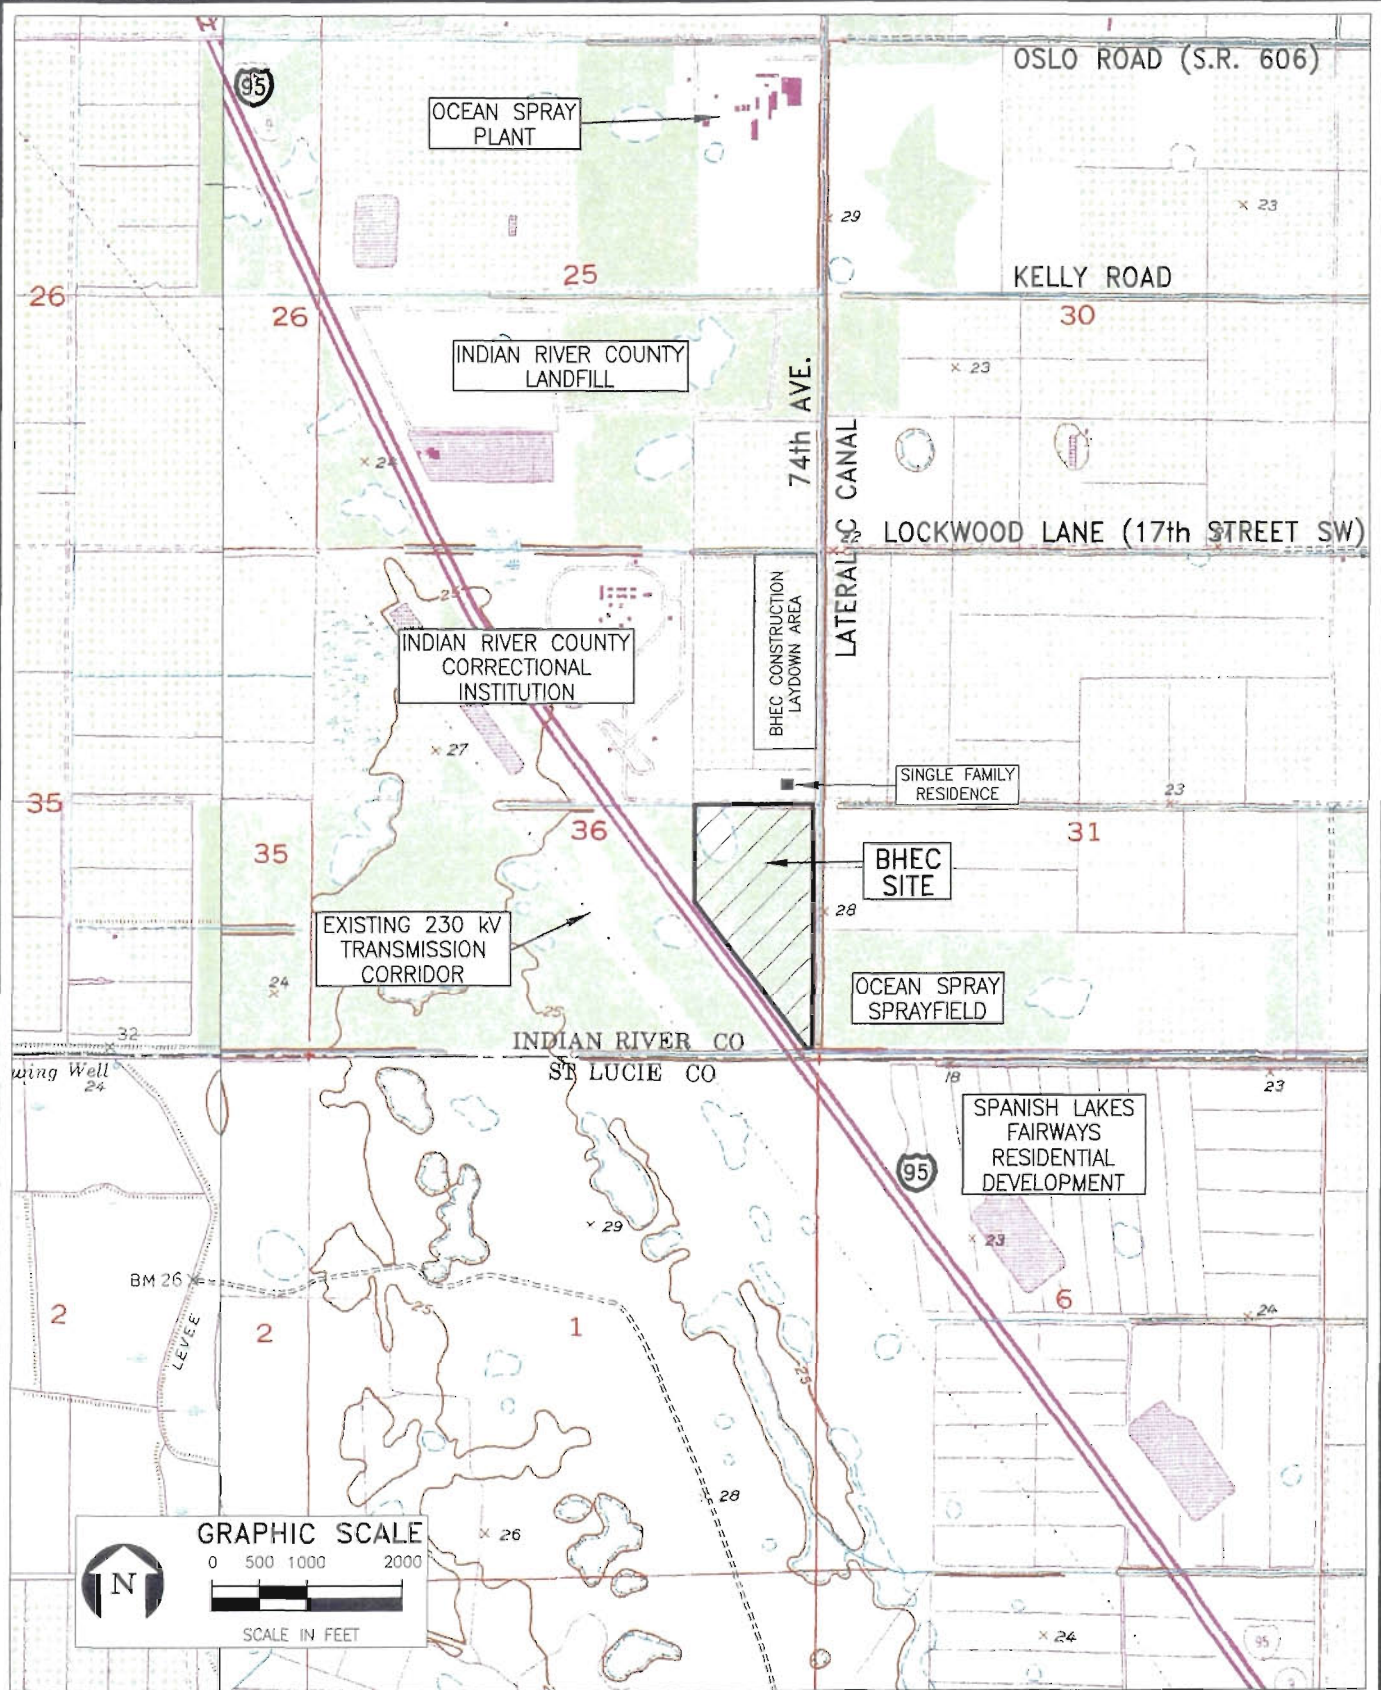 OSLO ROAD (S.R. 606)
95
OCEAN SPRAY
PLANT
29
23
25
KELLY ROAD
26
26
30
INDIAN RIVER COUNTY
LANDFILL
23
74th AVE.
LATERAL C CANAL
LOCKWOOD LANE (17th STREET SW)
25
BHEC CONSTRUCTION
LAYDOWN AREA
INDIAN RIVER COUNTY
CORRECTIONAL
INSTITUTION
27
SINGLE FAMILY
RESIDENCE
23
35
36
31
35
BHEC
SITE
28
EXISTING 230 kV
TRANSMISSION
CORRIDOR
24
OCEAN SPRAY
SPRAYFIELD
25
32
INDIAN RIVER CO
ST LUCIE CO
wing Well
24
18
23
SPANISH LAKES
FAIRWAYS
RESIDENTIAL
DEVELOPMENT
95
29
23
BM 26
25
6
24
2
2
1
LEVEE
25
28
GRAPHIC SCALE
0 500 1000 2000
SCALE IN FEET
N
26
24
95